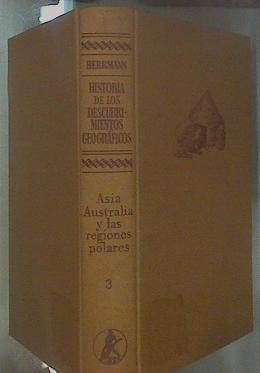 HERRMANN
HISTORIA
DE LOS
DESCUBRI-
MIENTOS
GEOGRÁFICOS
Asia
Australia
y las
regiones
polares
3